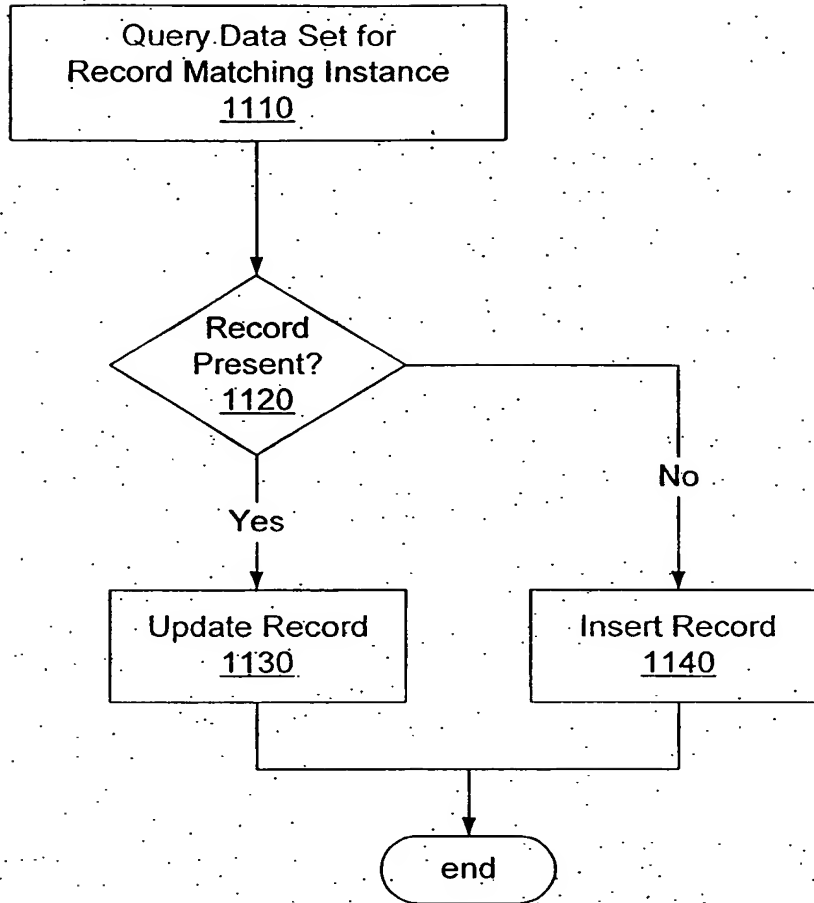 Query Data Set for
Record Matching Instance
1110
Record
Present?
1120
No
Yes
Update Record
1130
Insert Record
1140
end